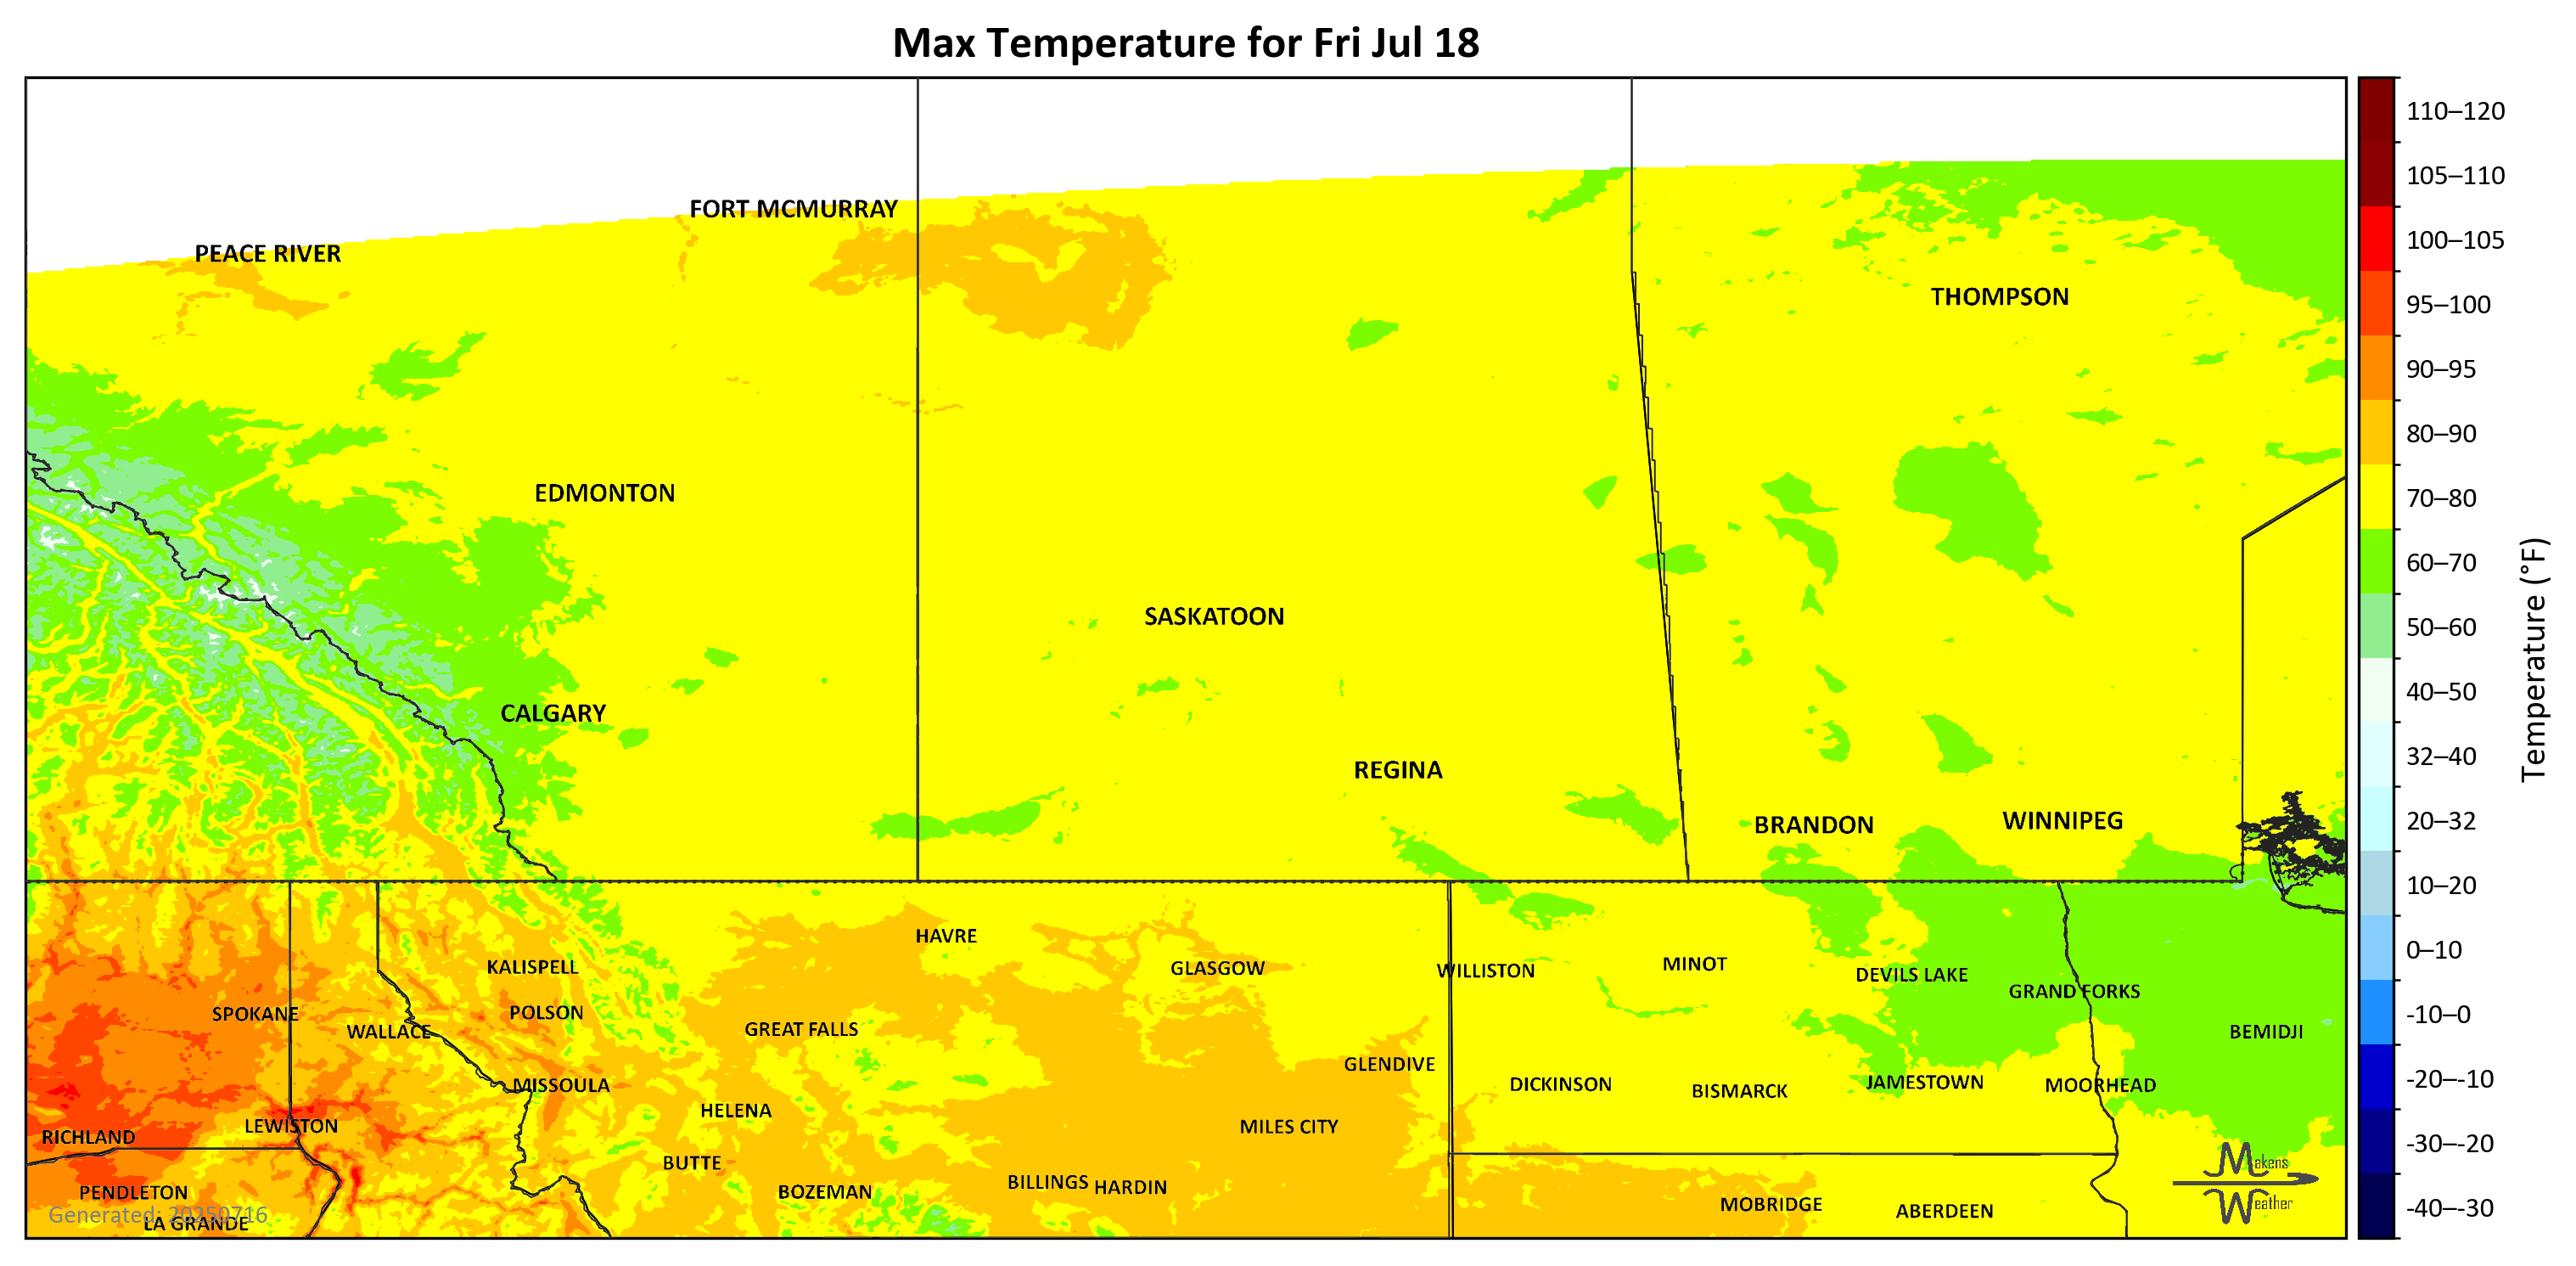 Max Temperature for Fri Jul 18
FORT MCMURRAY
PEACE RIVER
THOMPSON
EDMONTON
SASKATOON
CALGARY
REGINA
BRANDON
WINNIPEG
HAVRE
KALISPELL
GLASGOW
WILLISTON
MINOT
DEVILS LAKE
GRAND FORKS
SPOKANE
POLSON
WALLACE
GREAT FALLS
BEMIDJI
GLENDIVE
MISSOULA
DICKINSON
BISMARCK
JAMESTOWN
MOORHEAD
HELENA
LEWISTON
MILES CITY
RICHLAND
BUTTE
PENDLETON
BOZEMAN
BILLINGS
HARDIN
MOBRIDGE
ABERDEEN
Generated: 20250716
LA GRANDE
Makens
Weather
110–120
105–110
100–105
95–100
90–95
80–90
70–80
60–70
50–60
40–50
32–40
20–32
10–20
0–10
-10–0
-20–-10
-30–-20
-40–-30
Temperature (°F)